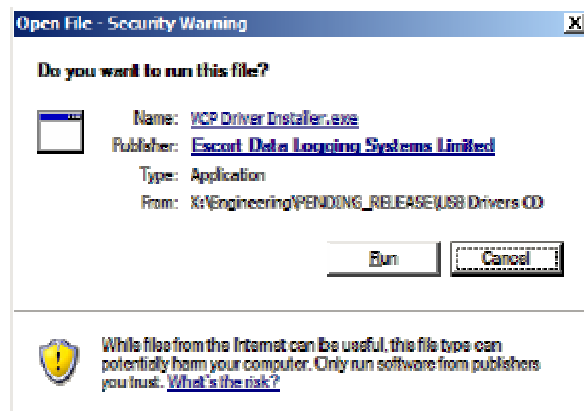 Open File - Security Warning
Do you want to run this file?
Name: VCP Driver Installer.exe
Publisher: Escort Data Logging Systems Limited
Type: Application
From: K:\Engineering\PENDING_RELEASE\USB Drivers CD
Run Cancel
While files from the Internet can be useful, this file type can
potentially harm your computer. Only run software from publishers
you trust. What's the risk?